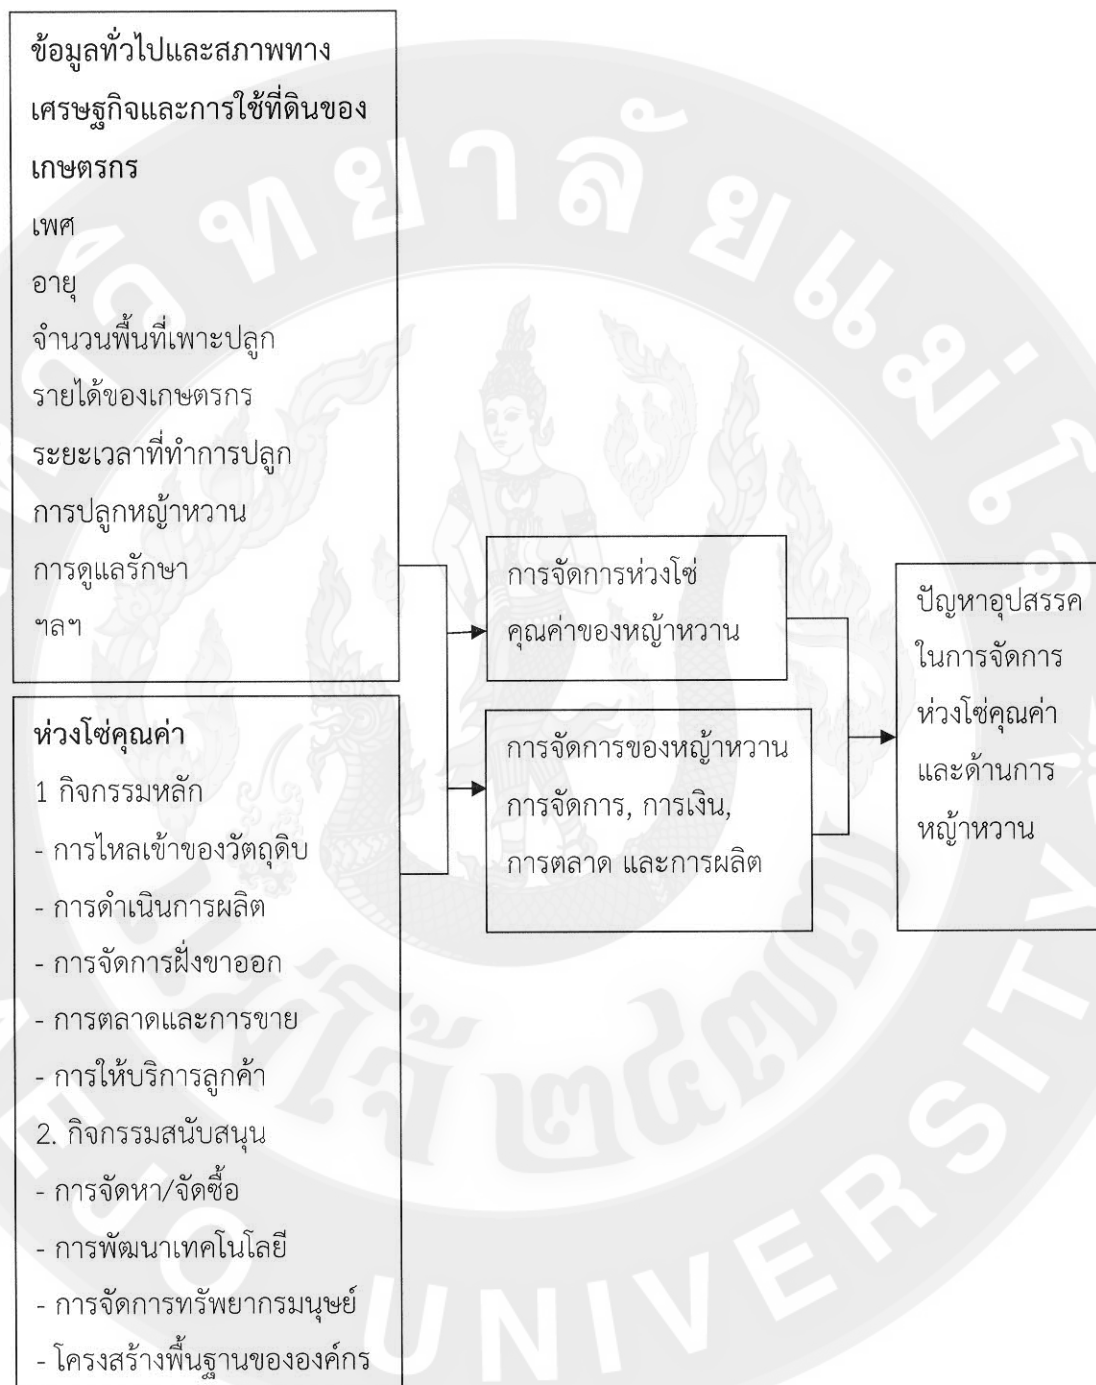 ข้อมูลทั่วไปและสภาพทาง
เศรษฐกิจและการใช้ที่ดินของ
เกษตรกร
เพศ
อายุ
จำนวนพื้นที่เพาะปลูก
รายได้ของเกษตรกร
ระยะเวลาที่ทำการปลูก
การปลูกหญ้าหวาน
การดูแลรักษา
ฯลฯ
ห่วงโซ่คุณค่า
1 กิจกรรมหลัก
- การไหลเข้าของวัตถุดิบ
- การดำเนินการผลิต
- การจัดการฝั่งขาออก
- การตลาดและการขาย
- การให้บริการลูกค้า
2. กิจกรรมสนับสนุน
- การจัดหา/จัดซื้อ
- การพัฒนาเทคโนโลยี
- การจัดการทรัพยากรมนุษย์
- โครงสร้างพื้นฐานขององค์กร
การจัดการห่วงโซ่
คุณค่าของหญ้าหวาน
การจัดการของหญ้าหวาน
การจัดการ, การเงิน,
การตลาด และการผลิต
ปัญหาอุปสรรค
ในการจัดการ
ห่วงโซ่คุณค่า
และด้านการ
หญ้าหวาน
ทยาลัยแม่โจ้
แม่โจ้ ๒๔๗๗
EJO UNIVERSITY